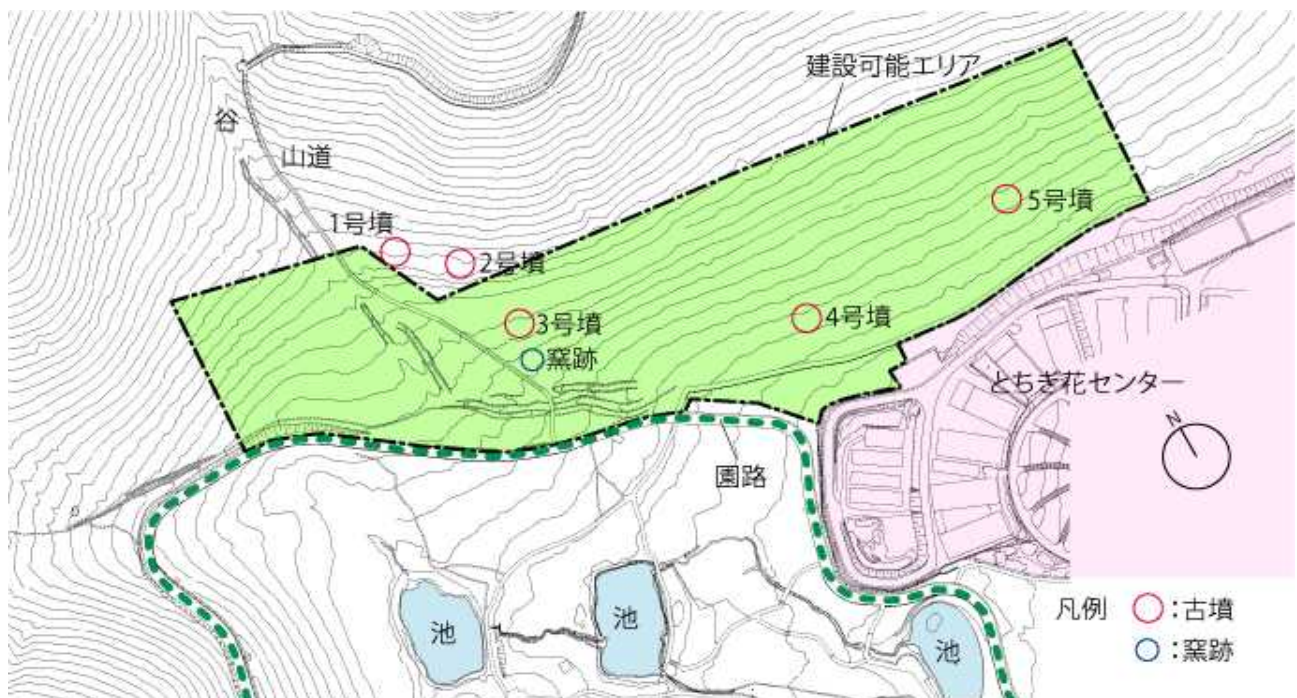 建設可能エリア
谷
山道
1号墳
2号墳
5号墳
3号墳
4号墳
窯跡
とちぎ花センター
N
園路
池
池
池
凡例
:古墳
:窯跡